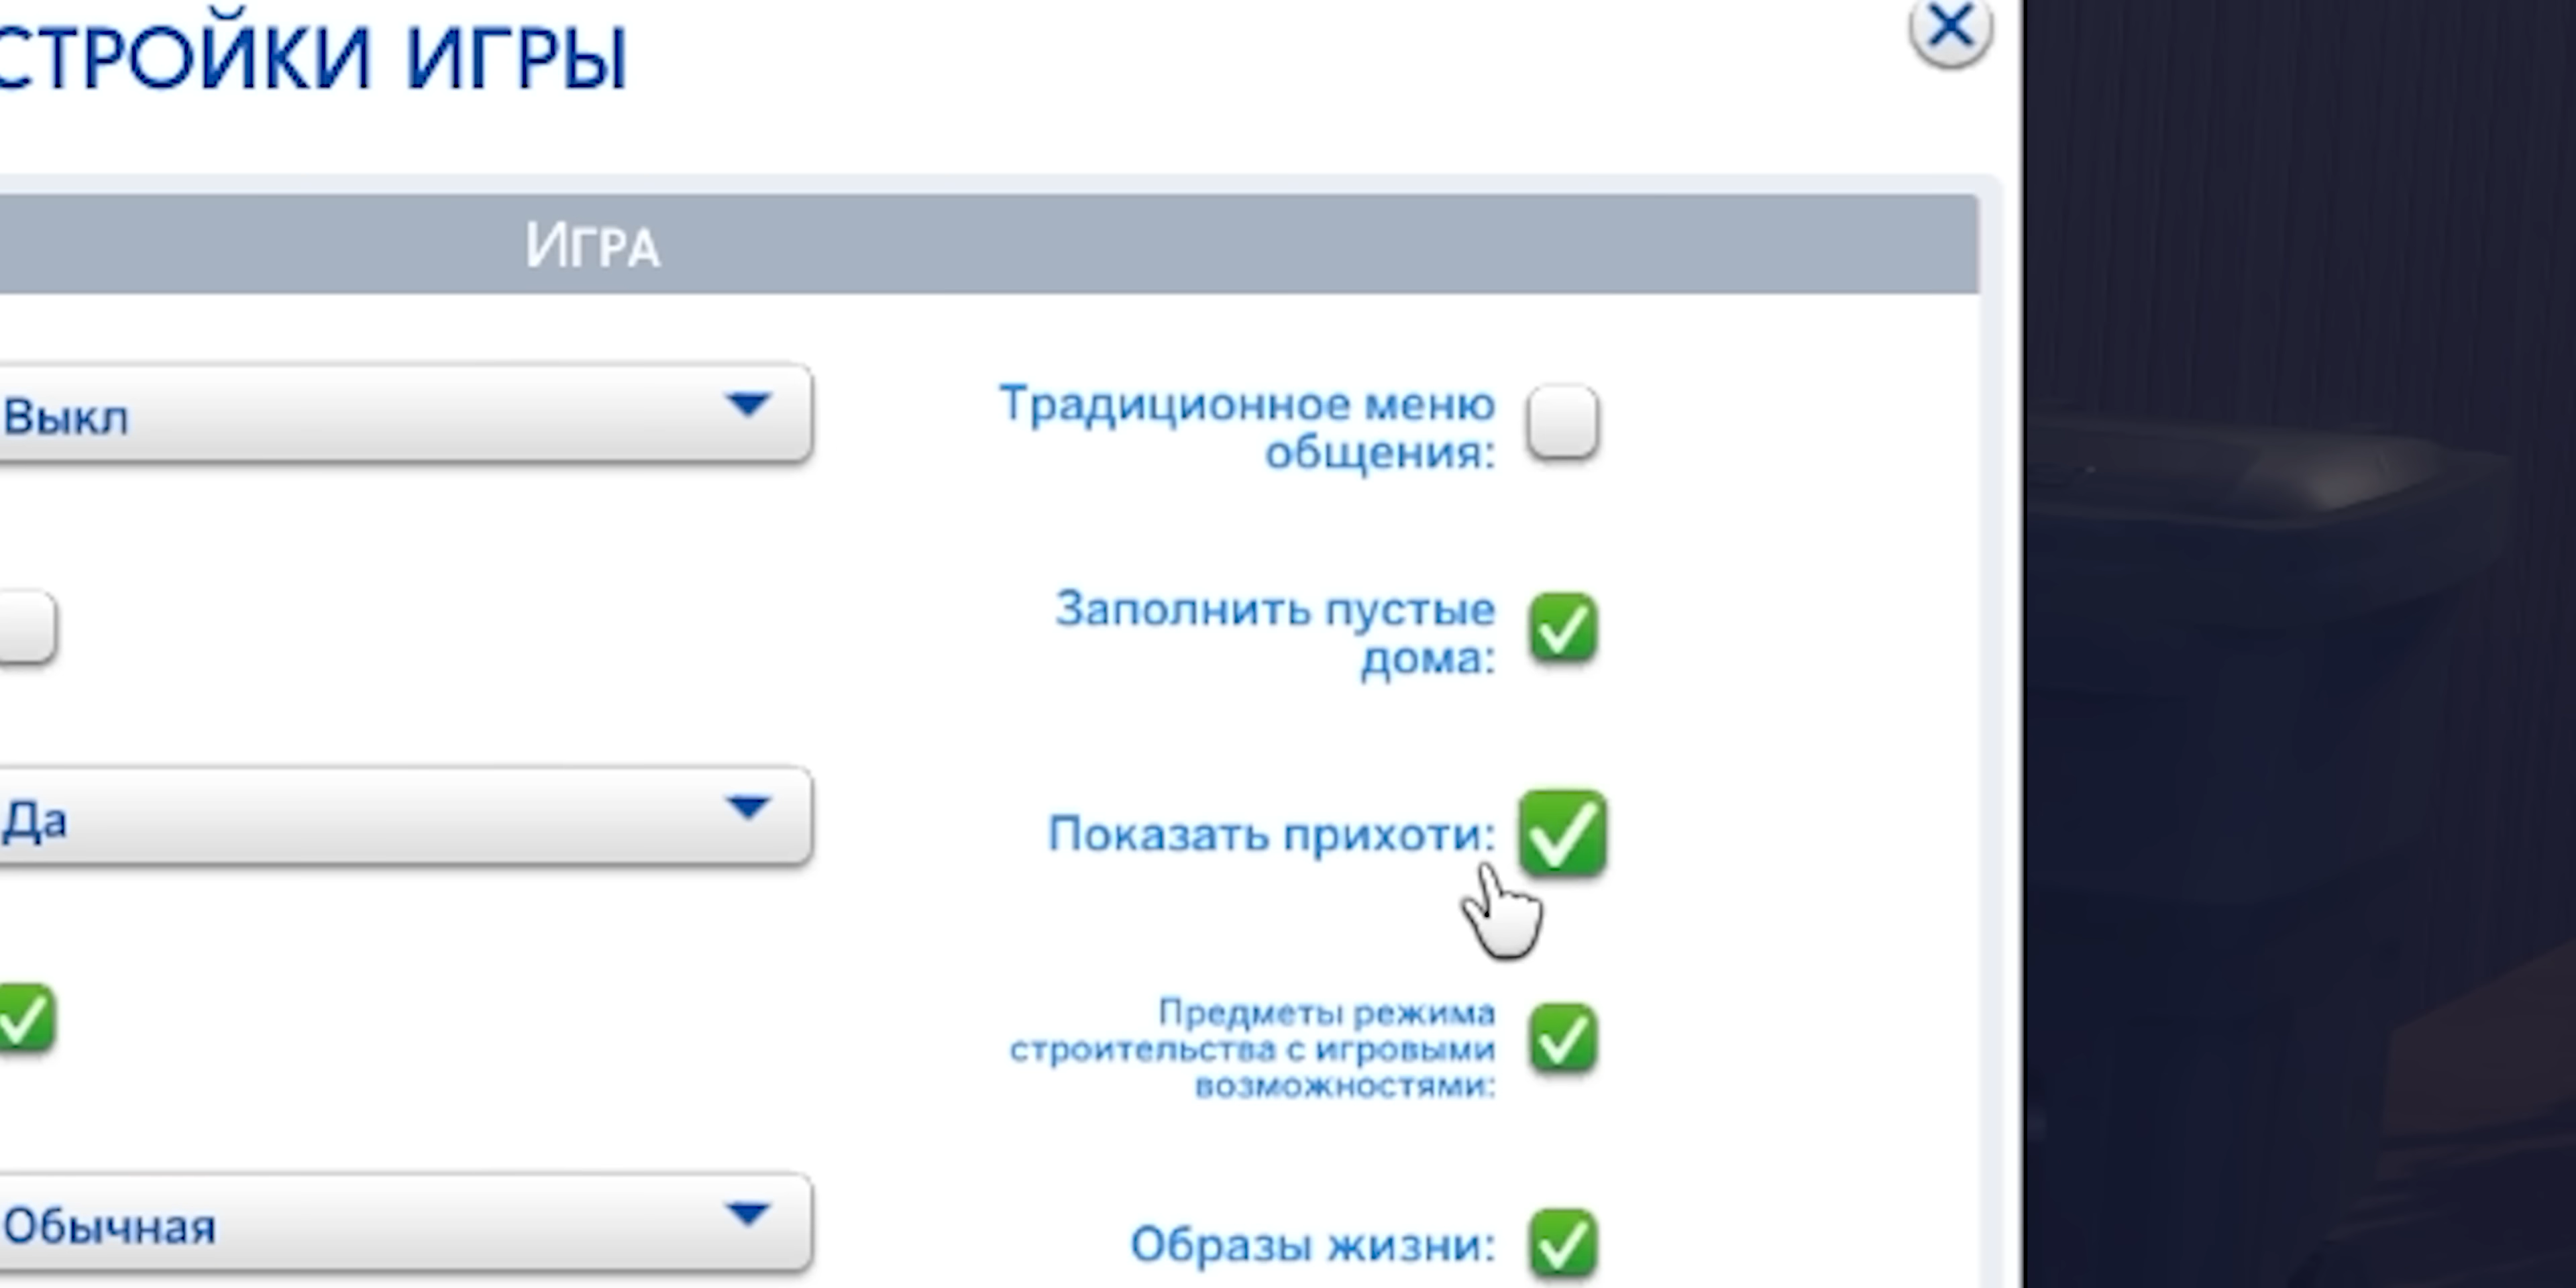 СТРОЙКИ ИГРЫ
Игра
Выкл
Традиционное меню
общения:
Заполнить пустые
дома:
Да
Показать прихоти:
Предметы режима
строительства с игровыми
возможностями:
Обычная
Образы жизни: